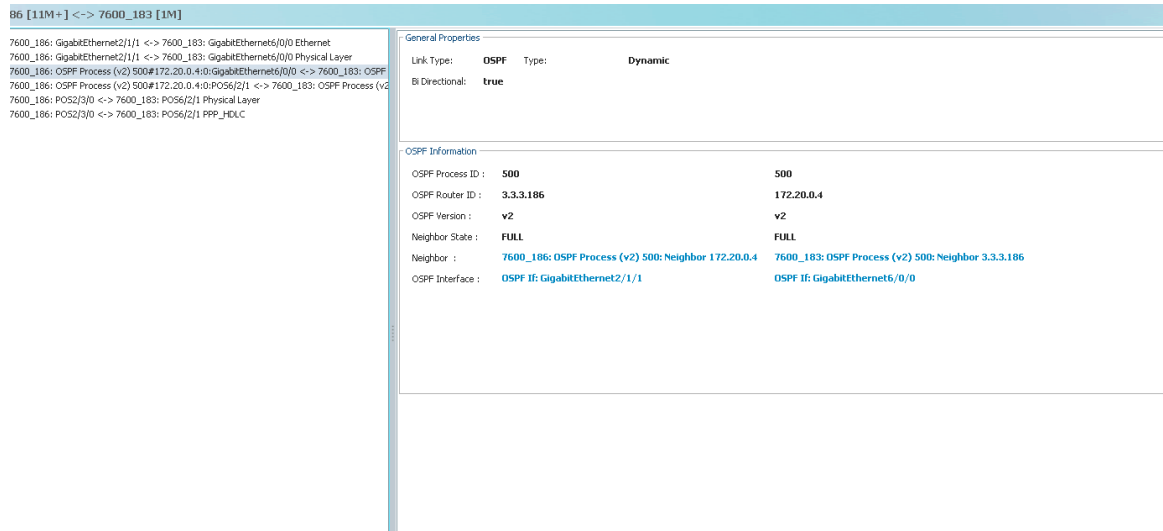 86 [11M+] <-> 7600_183 [1M]
7600_186: GigabitEthernet2/1/1 <-> 7600_183: GigabitEthernet6/0/0 Ethernet
7600_186: GigabitEthernet2/1/1 <-> 7600_183: GigabitEthernet6/0/0 Physical Layer
7600_186: OSPF Process (v2) 500#172.20.0.4:0:GigabitEthernet6/0/0 <-> 7600_183: OSPF
7600_186: OSPF Process (v2) 500#172.20.0.4:0:POS6/2/1 <-> 7600_183: OSPF Process (v2
7600_186: POS2/3/0 <-> 7600_183: POS6/2/1 Physical Layer
7600_186: POS2/3/0 <-> 7600_183: POS6/2/1 PPP_HDLC
General Properties
Link Type: OSPF Type: Dynamic
Bi Directional: true
OSPF Information
OSPF Process ID : 500 500
OSPF Router ID : 3.3.3.186 172.20.0.4
OSPF Version : v2 v2
Neighbor State : FULL FULL
Neighbor : 7600_186: OSPF Process (v2) 500: Neighbor 172.20.0.4 7600_183: OSPF Process (v2) 500: Neighbor 3.3.3.186
OSPF Interface : OSPF If: GigabitEthernet2/1/1 OSPF If: GigabitEthernet6/0/0